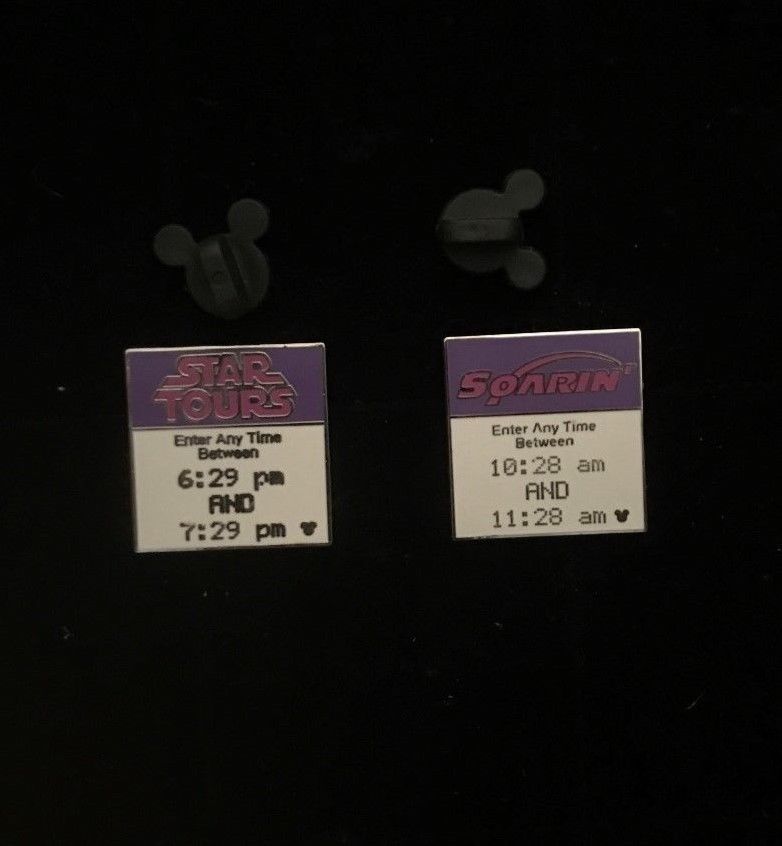 STAR
TOURS
Enter Any Time
Between
6:29 pm
AND
7:29 pm
SOARIN'
Enter Any Time
Between
10:28 am
AND
11:28 am